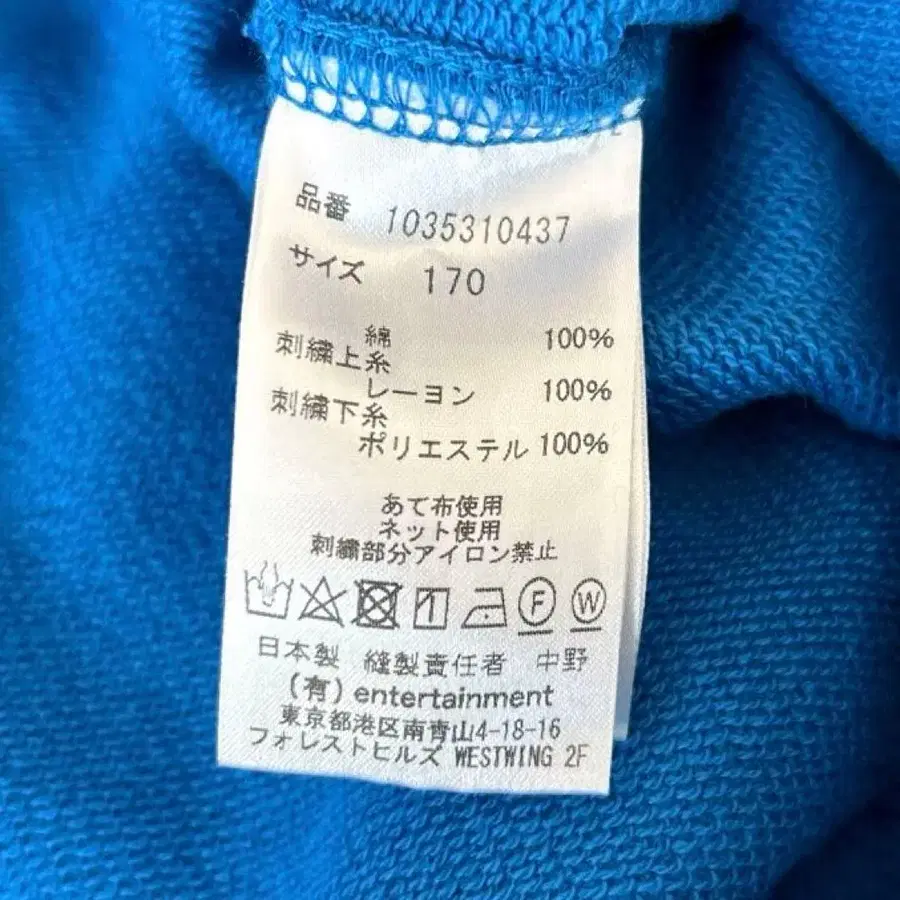 品番 1035310437
サイズ 170
綿 100%
刺繍上糸
レーヨン 100%
刺繍下糸
ポリエステル 100%
あて布使用
ネット使用
刺繍部分アイロン禁止
F W
日本製 縫製責任者 中野
(有) entertainment
東京都港区南青山4-18-16
フォレストヒルズ WESTWING 2F